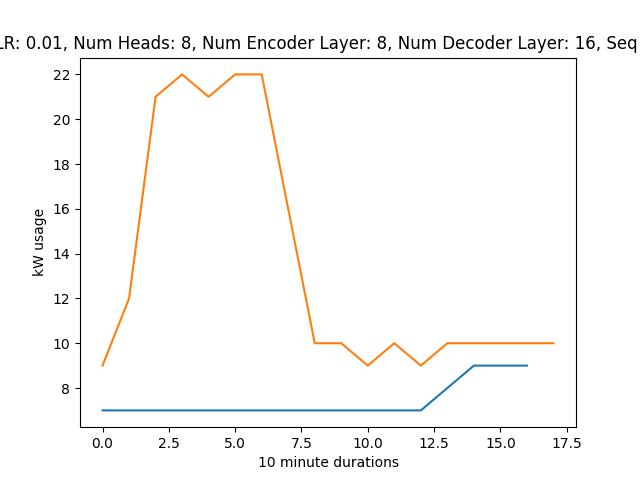 LR: 0.01, Num Heads: 8, Num Encoder Layer: 8, Num Decoder Layer: 16, Seq
22
20
18
16
14
12
10
8
kW usage
0.0 2.5 5.0 7.5 10.0 12.5 15.0 17.5
10 minute durations